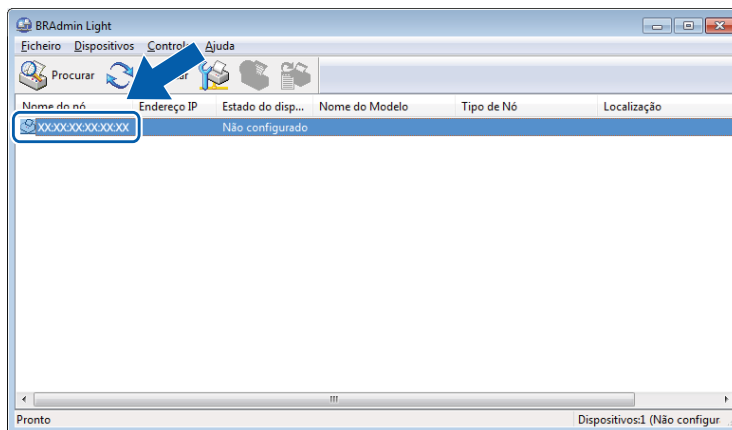 BRAdmin Light
Ficheiro Dispositivos Controlo Ajuda
Procurar
Nome do nó Endereço IP Estado do disp... Nome do Modelo Tipo de Nó Localização
XX:XX:XX:XX:XX:XX Não configurado
Pronto Dispositivos:1 (Não configur